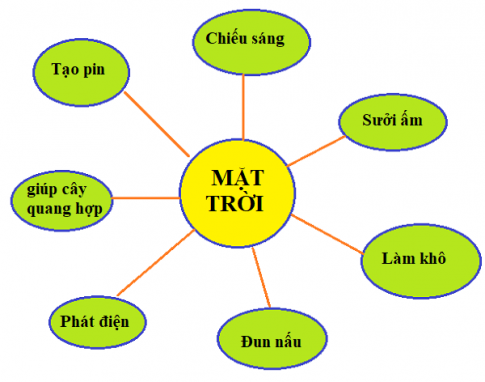 Chiếu sáng
Tạo pin
Sưởi ấm
MẶT
TRỜI
giúp cây
quang hợp
Làm khô
Phát điện
Đun nấu